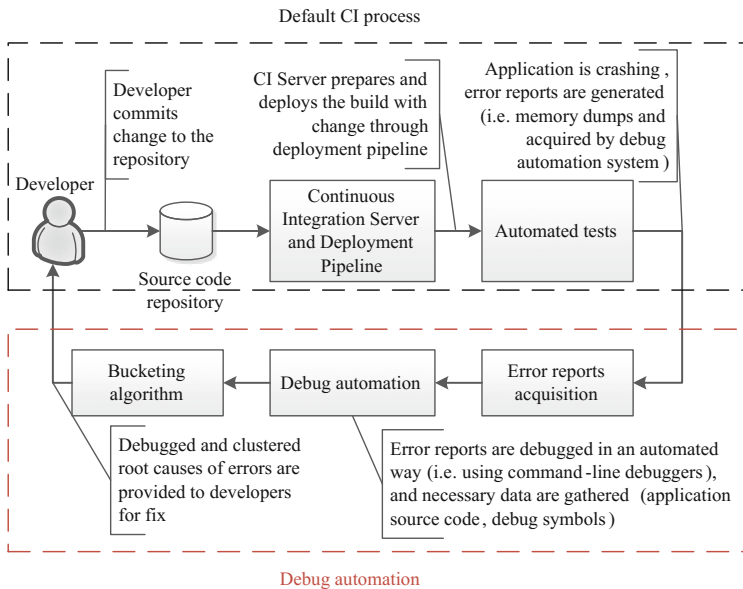 Default CI process
Developer
commits
change to the
repository
CI Server prepares and
deploys the build with
change through
deployment pipeline
Application is crashing ,
error reports are generated
(i.e. memory dumps and
acquired by debug
automation system )
Developer
Source code
repository
Continuous
Integration Server
and Deployment
Pipeline
Automated tests
Bucketing
algorithm
Debug automation
Error reports
acquisition
Debugged and clustered
root causes of errors are
provided to developers
for fix
Error reports are debugged in an automated
way (i.e. using command-line debuggers),
and necessary data are gathered (application
source code, debug symbols )
Debug automation